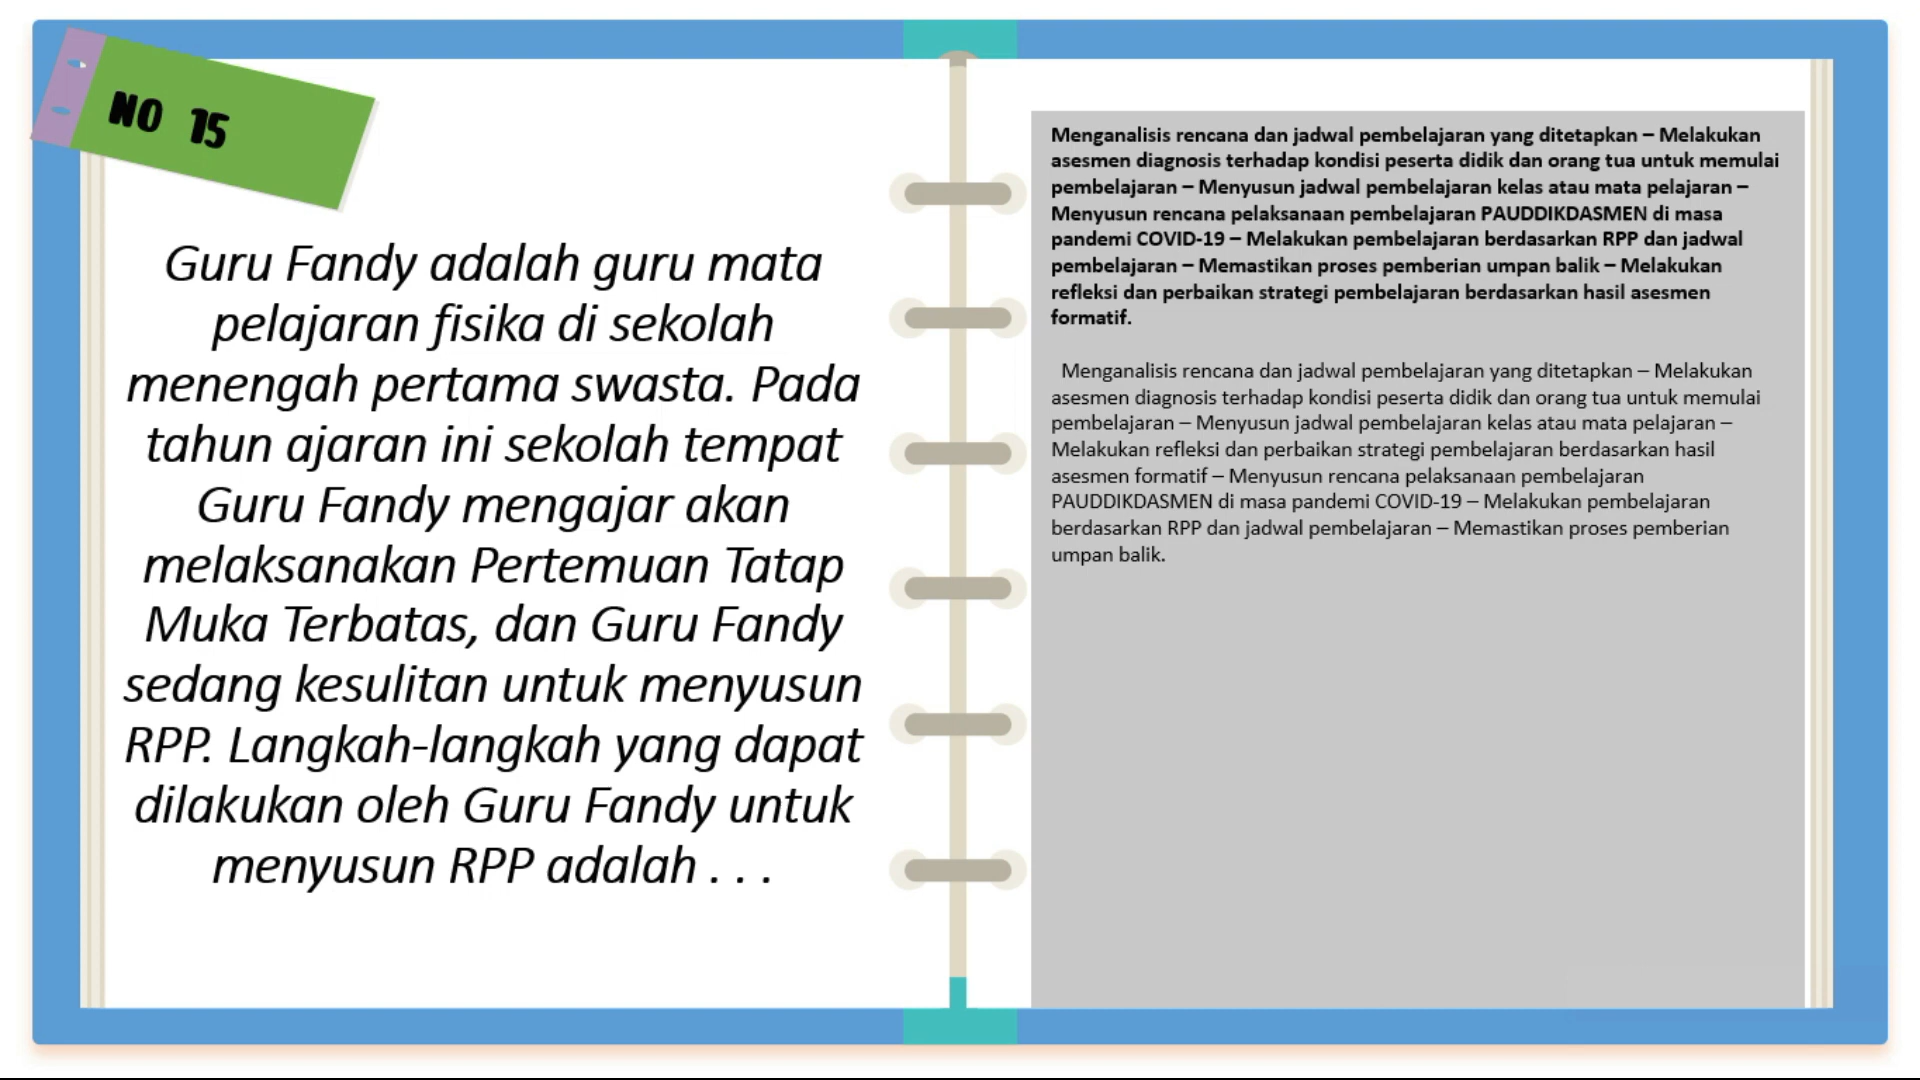 NO 15
Guru Fandy adalah guru mata
pelajaran fisika di sekolah
menengah pertama swasta. Pada
tahun ajaran ini sekolah tempat
Guru Fandy mengajar akan
melaksanakan Pertemuan Tatap
Muka Terbatas, dan Guru Fandy
sedang kesulitan untuk menyusun
RPP. Langkah-langkah yang dapat
dilakukan oleh Guru Fandy untuk
menyusun RPP adalah . . .
Menganalisis rencana dan jadwal pembelajaran yang ditetapkan – Melakukan
asesmen diagnosis terhadap kondisi peserta didik dan orang tua untuk memulai
pembelajaran – Menyusun jadwal pembelajaran kelas atau mata pelajaran –
Menyusun rencana pelaksanaan pembelajaran PAUDDIKDASMEN di masa
pandemi COVID-19 – Melakukan pembelajaran berdasarkan RPP dan jadwal
pembelajaran – Memastikan proses pemberian umpan balik – Melakukan
refleksi dan perbaikan strategi pembelajaran berdasarkan hasil asesmen
formatif.
Menganalisis rencana dan jadwal pembelajaran yang ditetapkan – Melakukan
asesmen diagnosis terhadap kondisi peserta didik dan orang tua untuk memulai
pembelajaran – Menyusun jadwal pembelajaran kelas atau mata pelajaran –
Melakukan refleksi dan perbaikan strategi pembelajaran berdasarkan hasil
asesmen formatif – Menyusun rencana pelaksanaan pembelajaran
PAUDDIKDASMEN di masa pandemi COVID-19 – Melakukan pembelajaran
berdasarkan RPP dan jadwal pembelajaran – Memastikan proses pemberian
umpan balik.